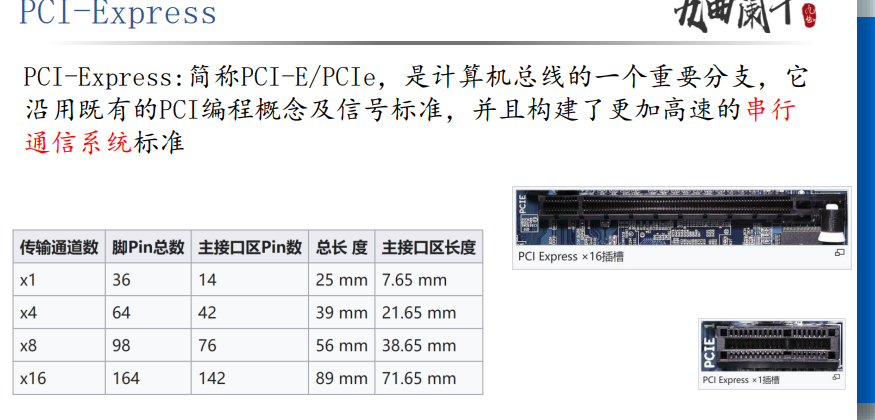 PCI-Express
九曲阑干
PCI-Express:简称PCI-E/PCIe，是计算机总线的一个重要分支，它
沿用既有的PCI编程概念及信号标准，并且构建了更加高速的串行
通信系统标准
传输通道数 脚Pin总数 主接口区Pin数 总长 度 主接口区长度
x1 36 14 25 mm 7.65 mm
x4 64 42 39 mm 21.65 mm
x8 98 76 56 mm 38.65 mm
x16 164 142 89 mm 71.65 mm
PCIE
PCI Express ×16插槽
PCIE 1
PCI Express ×1插槽